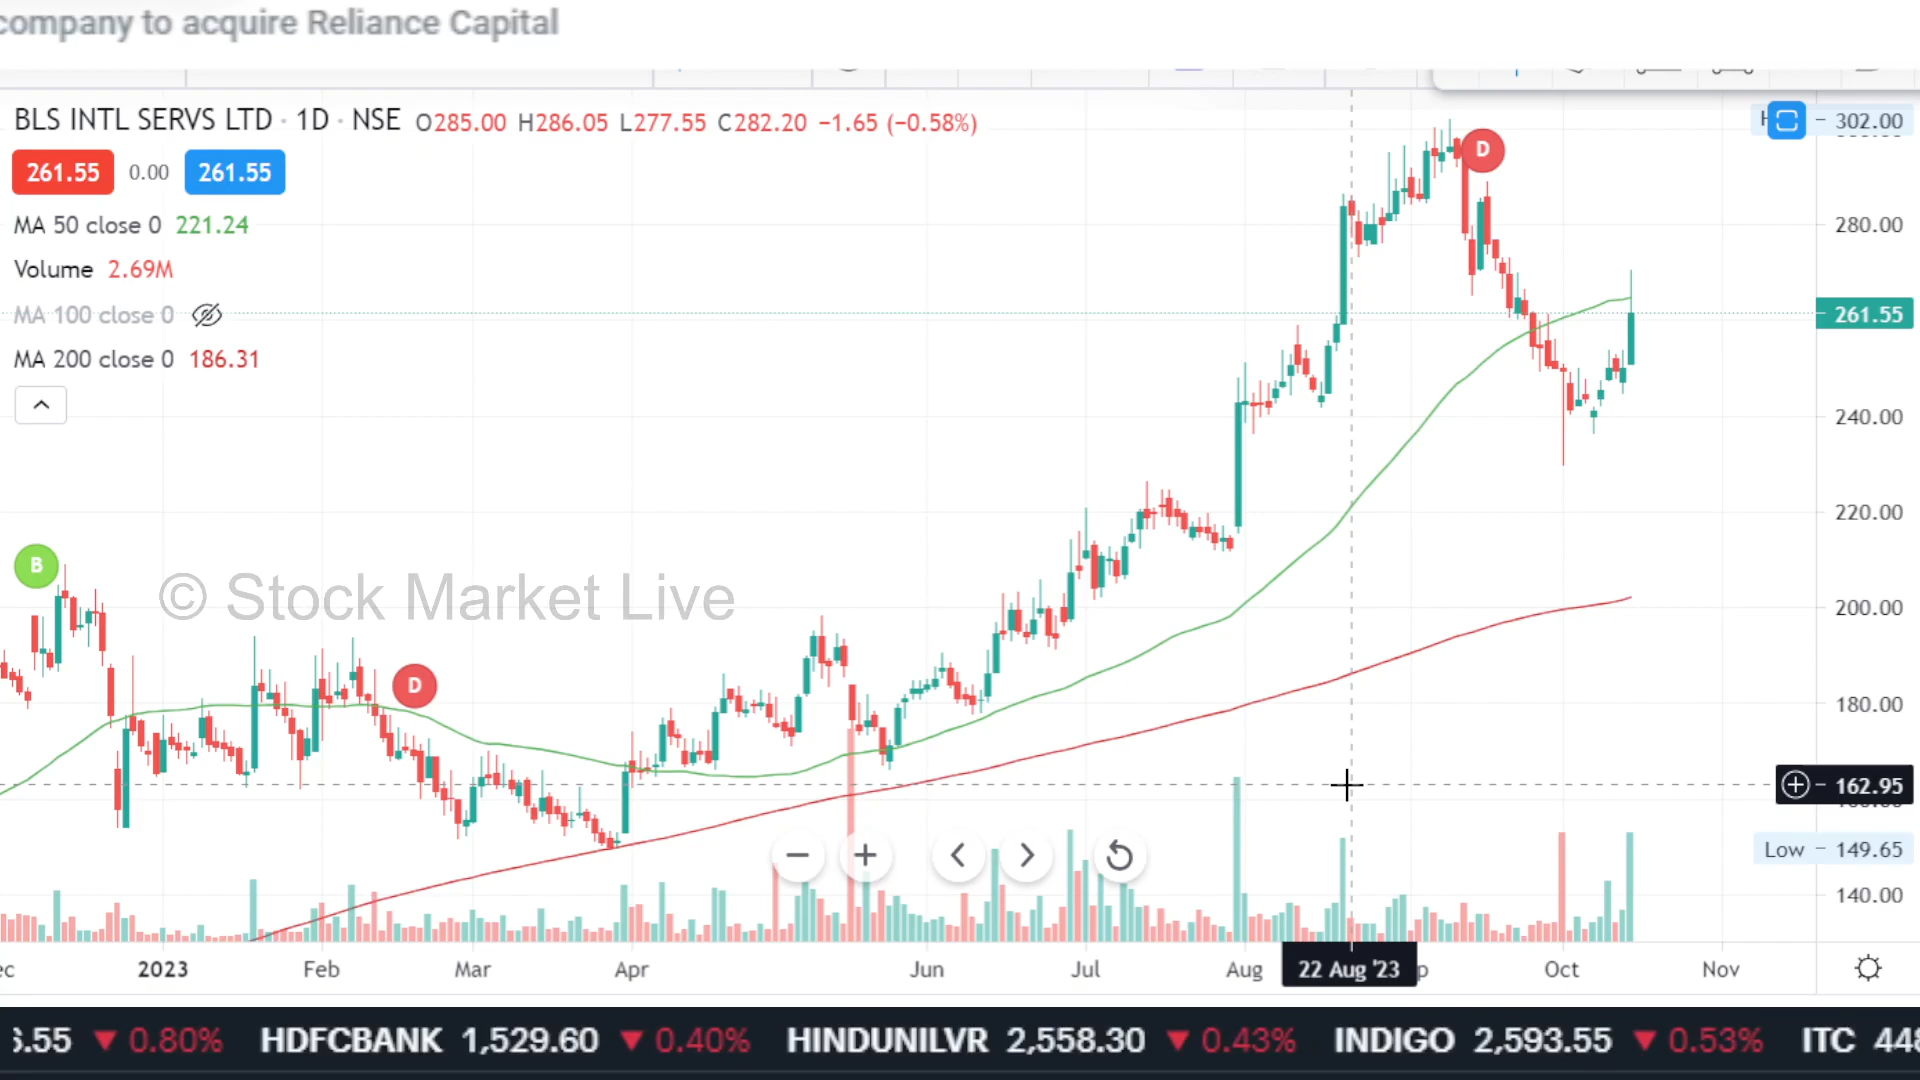 company to acquire Reliance Capital
BLS INTL SERVS LTD · 1D · NSE O285.00 H286.05 L277.55 C282.20 −1.65 (−0.58%)
261.55 0.00 261.55
MA 50 close 0 221.24
Volume 2.69M
MA 100 close 0
MA 200 close 0 186.31
302.00
D
280.00
261.55
240.00
220.00
B
© Stock Market Live
200.00
D
180.00
162.95
Low 149.65
140.00
2023 Feb Mar Apr Jun Jul Aug 22 Aug '23 Oct Nov
6.55 ▼ 0.80% HDFCBANK 1,529.60 ▼ 0.40% HINDUNILVR 2,558.30 ▼ 0.43% INDIGO 2,593.55 ▼ 0.53% ITC 448